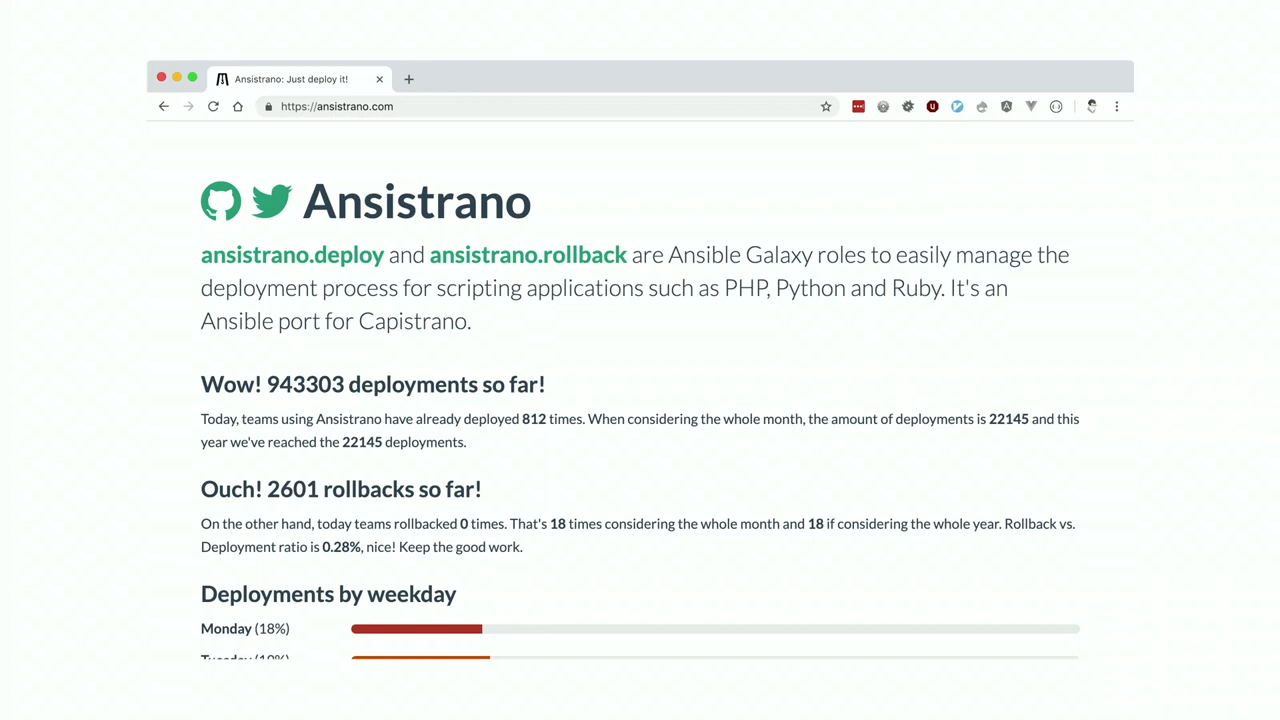 Ansistrano: Just deploy it!
https://ansistrano.com
Ansistrano
ansistrano.deploy and ansistrano.rollback are Ansible Galaxy roles to easily manage the
deployment process for scripting applications such as PHP, Python and Ruby. It's an
Ansible port for Capistrano.
Wow! 943303 deployments so far!
Today, teams using Ansistrano have already deployed 812 times. When considering the whole month, the amount of deployments is 22145 and this
year we've reached the 22145 deployments.
Ouch! 2601 rollbacks so far!
On the other hand, today teams rollbacked 0 times. That's 18 times considering the whole month and 18 if considering the whole year. Rollback vs.
Deployment ratio is 0.28%, nice! Keep the good work.
Deployments by weekday
Monday (18%)
Tuesday (19%)